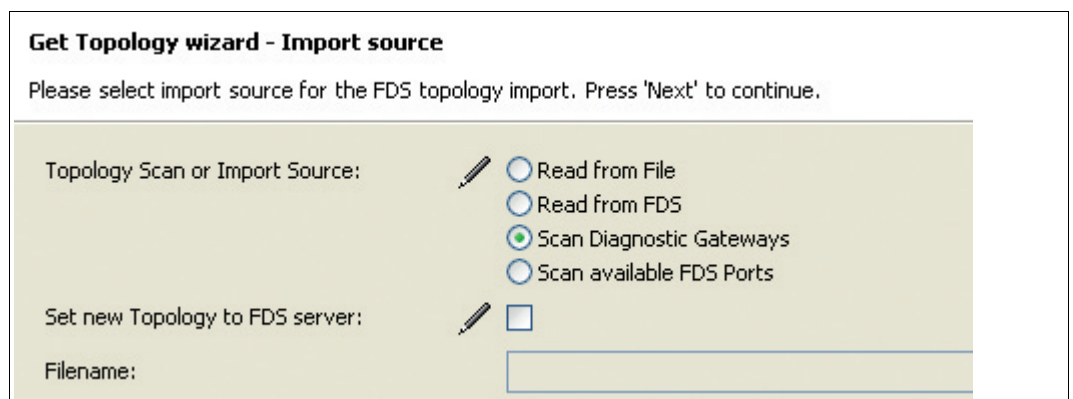 Get Topology wizard - Import source
Please select import source for the FDS topology import. Press 'Next' to continue.
Topology Scan or Import Source:
Read from File
Read from FDS
Scan Diagnostic Gateways
Scan available FDS Ports
Set new Topology to FDS server:
Filename: